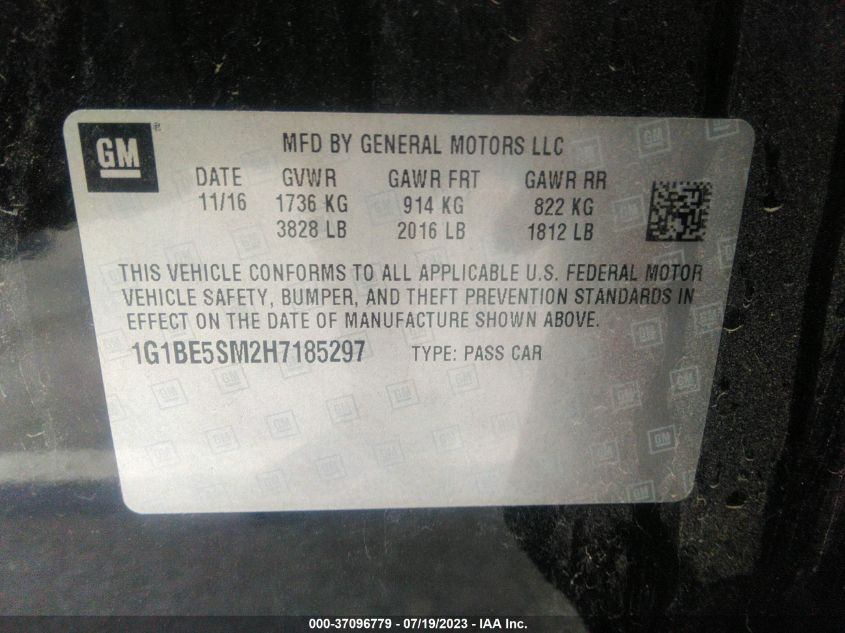 GM
MFD BY GENERAL MOTORS LLC
DATE GVWR GAWR FRT GAWR RR
11/16 1736 KG 914 KG 822 KG
3828 LB 2016 LB 1812 LB
THIS VEHICLE CONFORMS TO ALL APPLICABLE U.S. FEDERAL MOTOR
VEHICLE SAFETY, BUMPER, AND THEFT PREVENTION STANDARDS IN
EFFECT ON THE DATE OF MANUFACTURE SHOWN ABOVE.
1G1BE5SM2H7185297 TYPE: PASS CAR
000-37096779 / 07/19/2023 - IAA Inc.